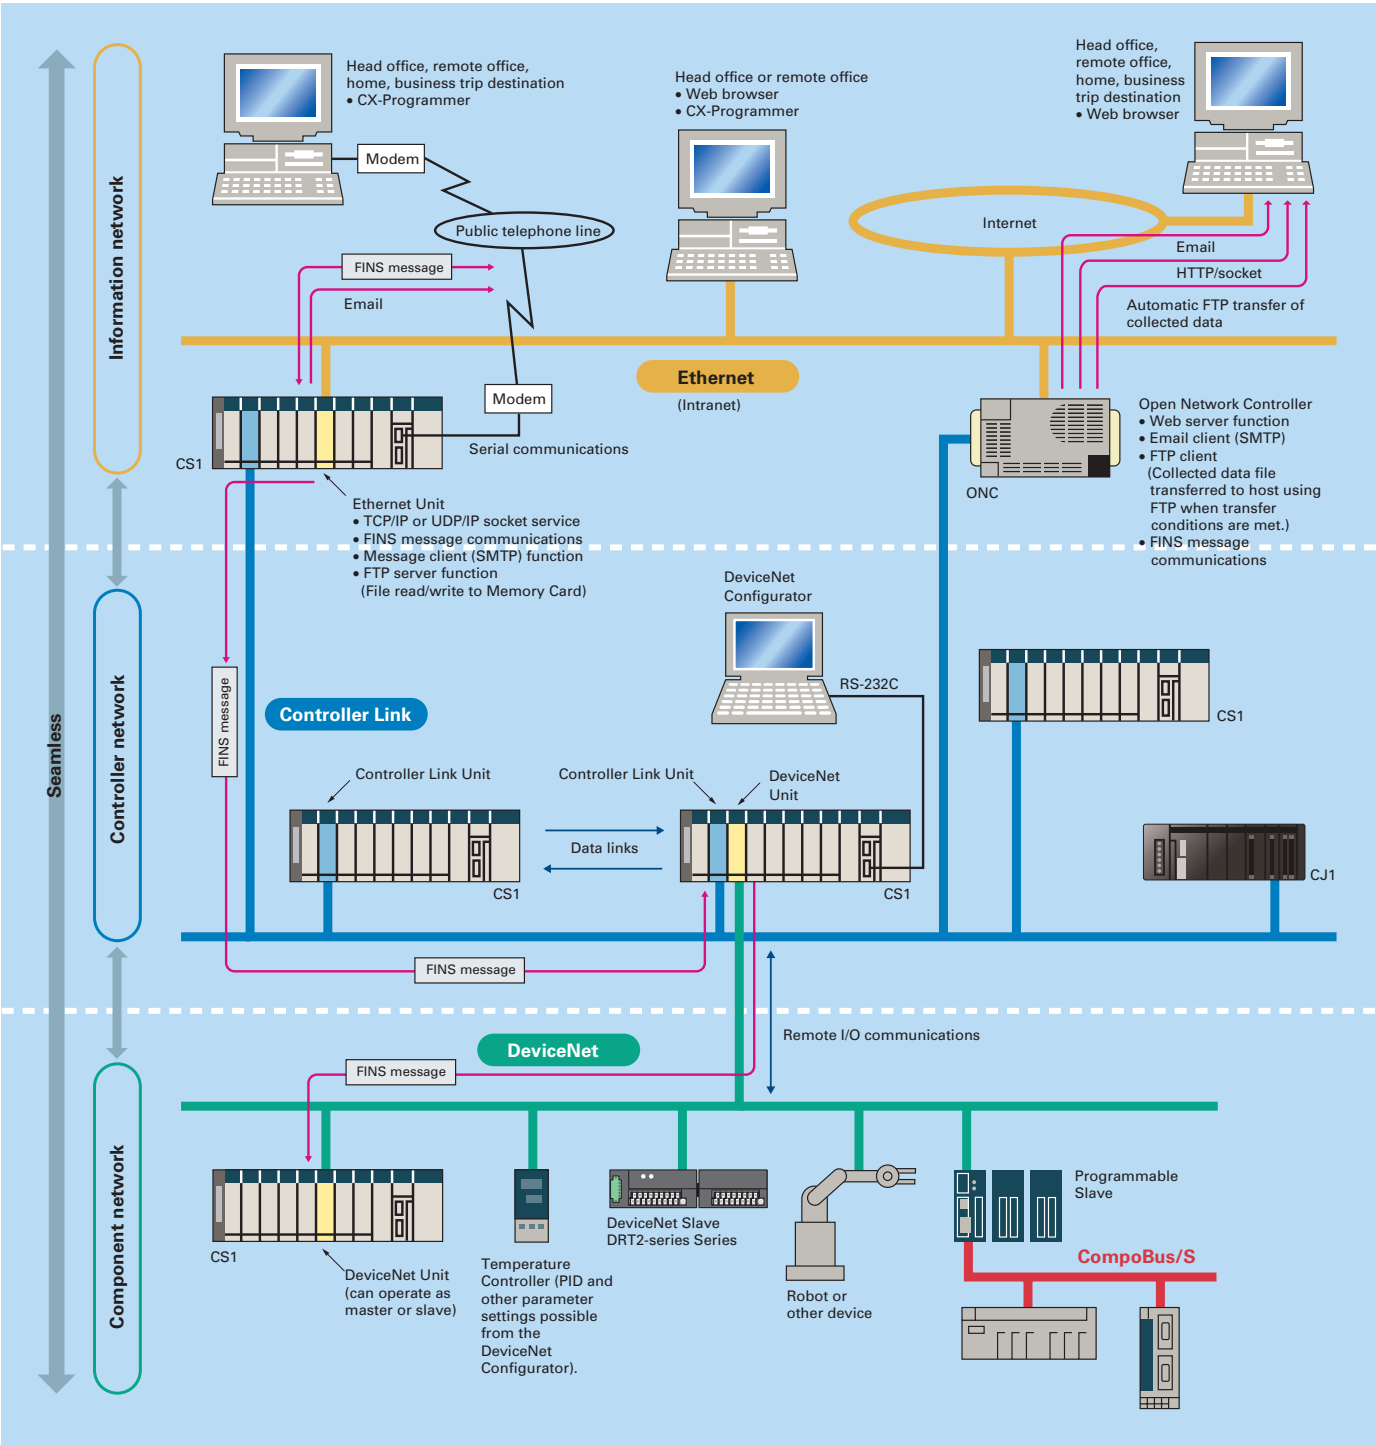 Seamless
Information network
Controller network
Component network
Head office, remote office,
home, business trip destination
• CX-Programmer
Modem
Public telephone line
FINS message
Email
Head office or remote office
• Web browser
• CX-Programmer
Head office,
remote office,
home, business
trip destination
• Web browser
Internet
Email
HTTP/socket
Automatic FTP transfer of
collected data
Ethernet
(Intranet)
Modem
Serial communications
CS1
Ethernet Unit
• TCP/IP or UDP/IP socket service
• FINS message communications
• Message client (SMTP) function
• FTP server function
(File read/write to Memory Card)
ONC
Open Network Controller
• Web server function
• Email client (SMTP)
• FTP client
(Collected data file
transferred to host using
FTP when transfer
conditions are met.)
• FINS message
communications
DeviceNet
Configurator
RS-232C
FINS message
Controller Link
CS1
Controller Link Unit
Controller Link Unit
DeviceNet
Unit
Data links
CS1
CS1
CJ1
FINS message
Remote I/O communications
DeviceNet
FINS message
CS1
DeviceNet Unit
(can operate as
master or slave)
Temperature
Controller (PID and
other parameter
settings possible
from the
DeviceNet
Configurator).
DeviceNet Slave
DRT2-series Series
Robot or
other device
Programmable
Slave
CompoBus/S